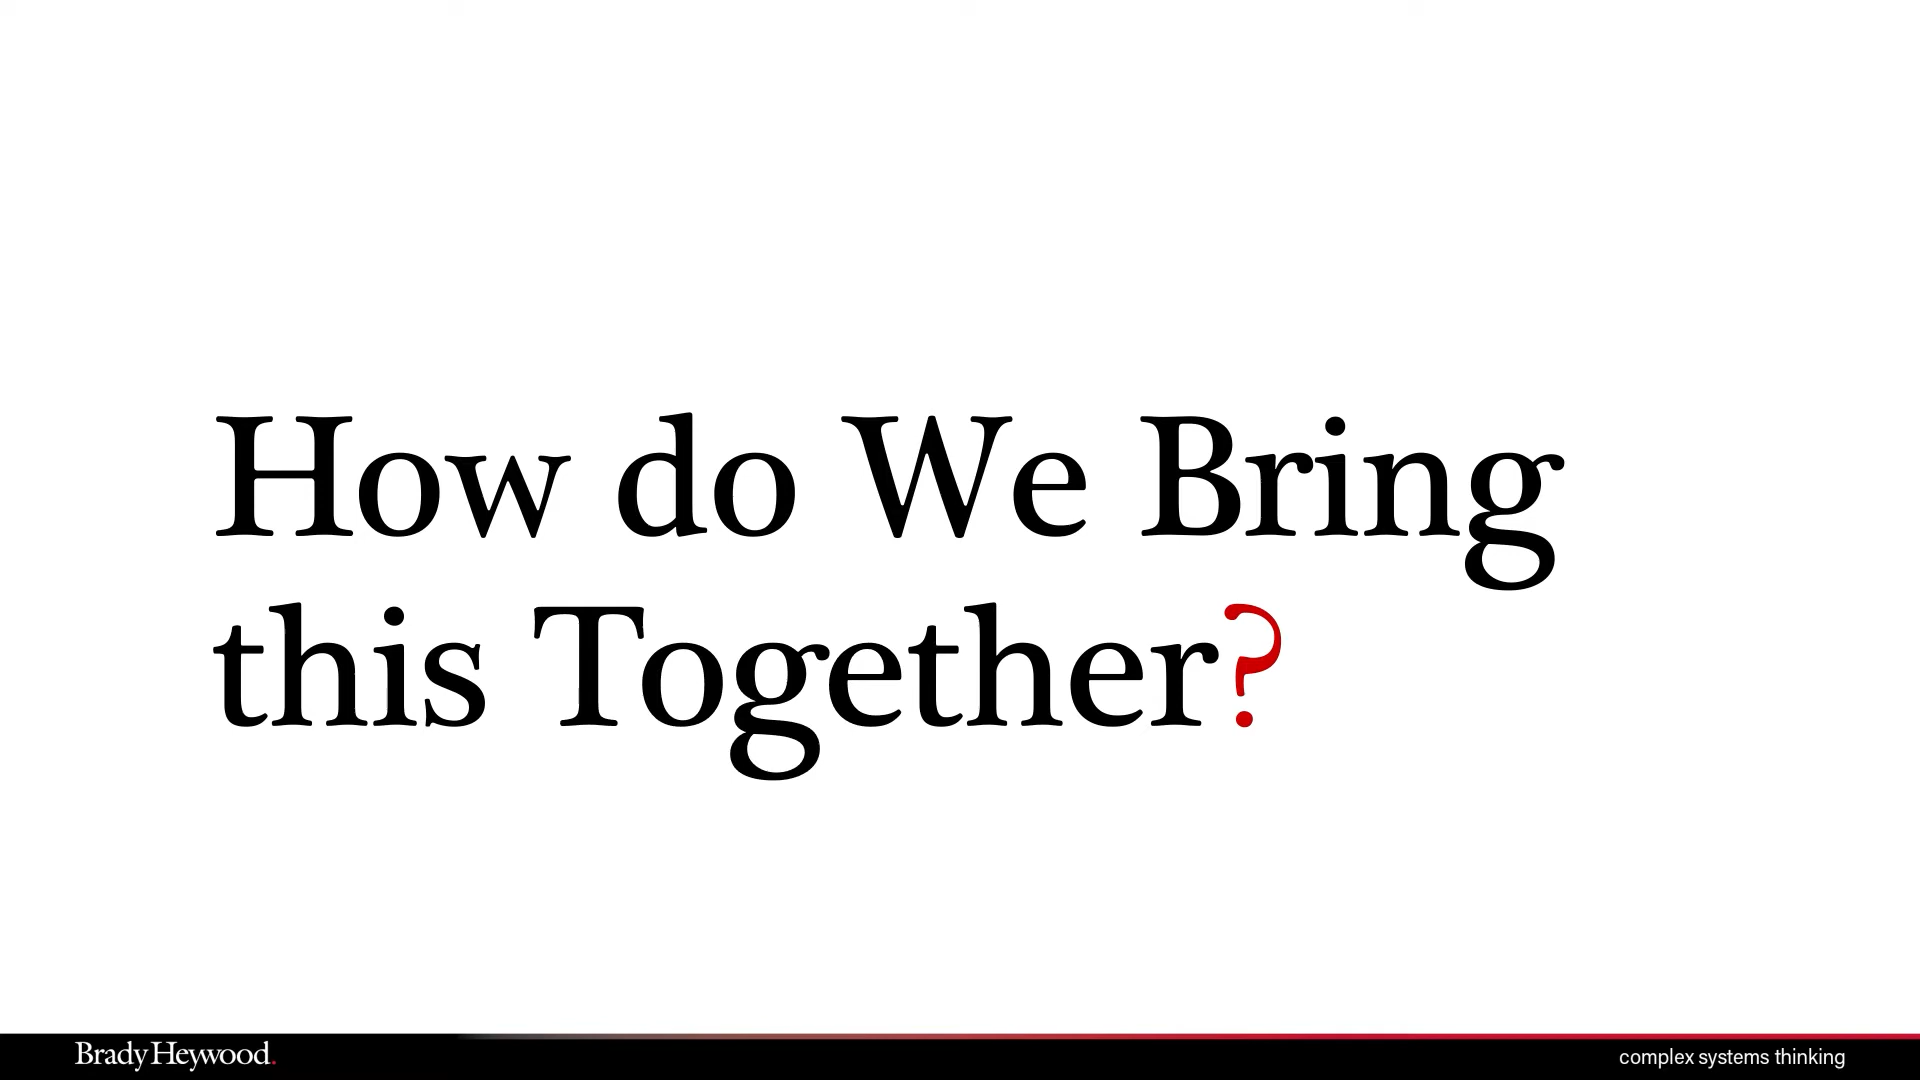 How do We Bring
this Together?
Brady Heywood.
complex systems thinking